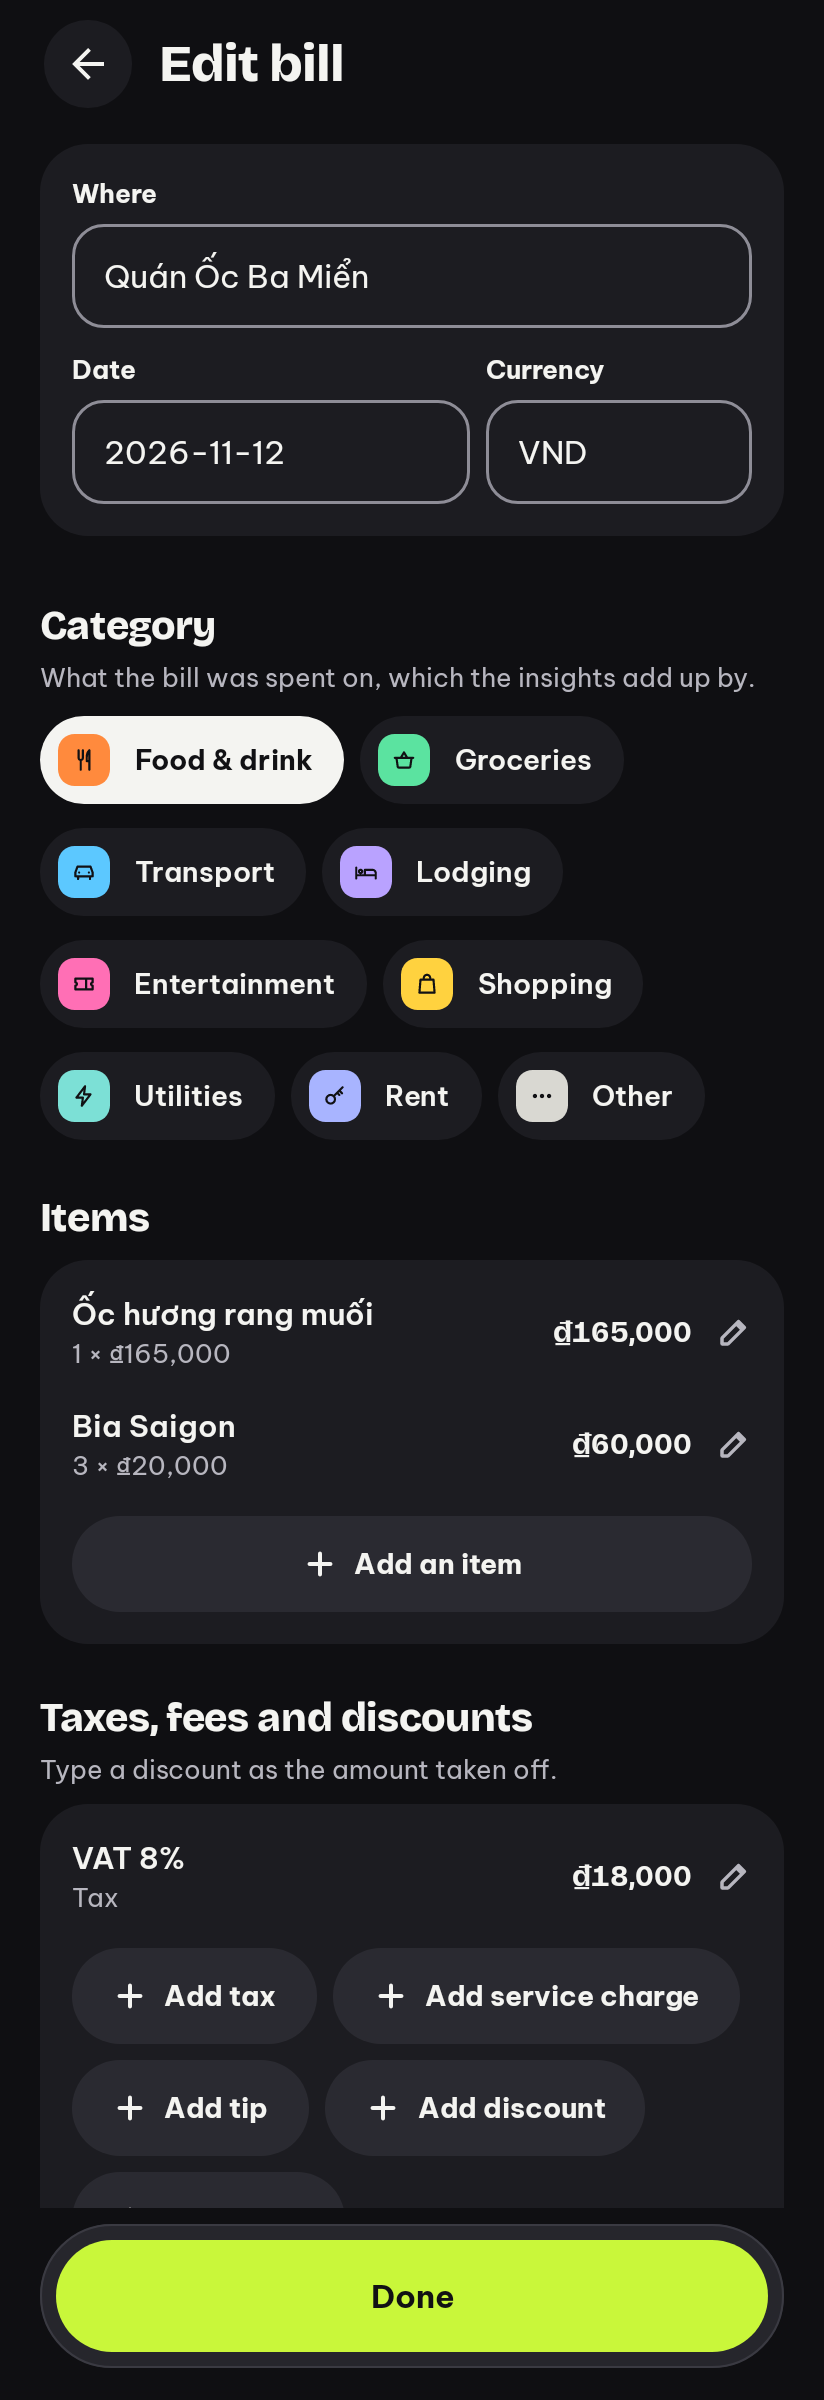 Edit bill
Where
Quán Ốc Ba Miển
Date
Currency
2026-11-12
VND
Category
What the bill was spent on, which the insights add up by.
Food & drink
Groceries
Transport
Lodging
Entertainment
Shopping
Utilities
Rent
Other
Items
Ốc hương rang muối
1 × ₫165,000
₫165,000
Bia Saigon
3 × ₫20,000
₫60,000
Add an item
Taxes, fees and discounts
Type a discount as the amount taken off.
VAT 8%
Tax
₫18,000
Add tax
Add service charge
Add tip
Add discount
Done